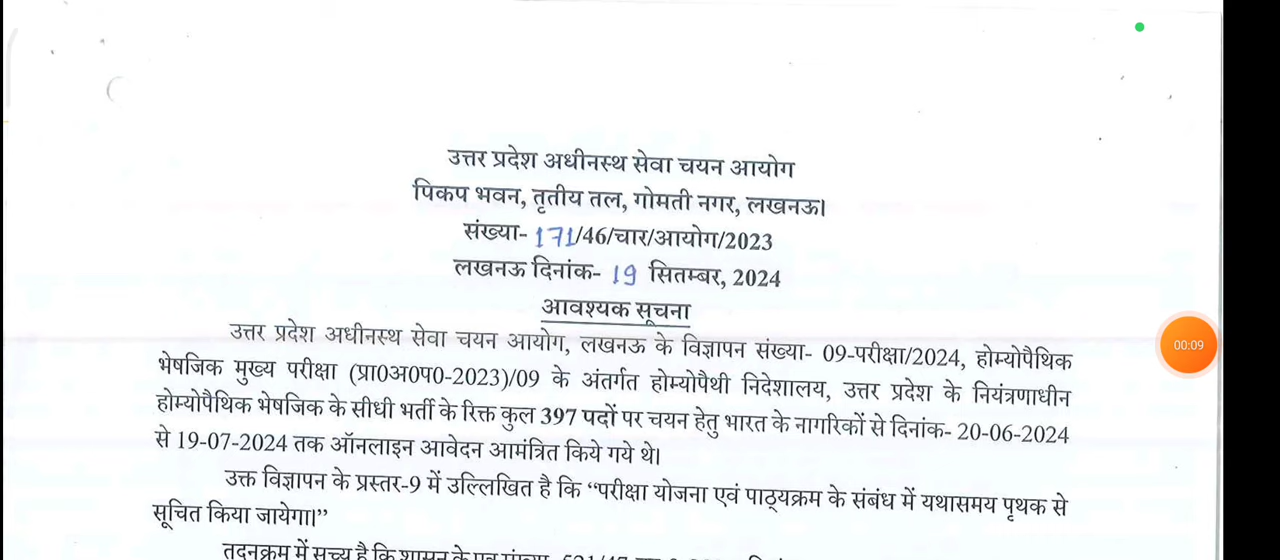 उत्तर प्रदेश अधीनस्थ सेवा चयन आयोग
पिकप भवन, तृतीय तल, गोमती नगर, लखनऊ।
संख्या- 171/46/चार/आयोग/2023
लखनऊ दिनांक- 19 सितम्बर, 2024
आवश्यक सूचना
उत्तर प्रदेश अधीनस्थ सेवा चयन आयोग, लखनऊ के विज्ञापन संख्या- 09-परीक्षा/2024, होम्योपैथिक
भेषजिक मुख्य परीक्षा (प्रा0अ0प0-2023)/09 के अंतर्गत होम्योपैथी निदेशालय, उत्तर प्रदेश के नियंत्रणाधीन
होम्योपैथिक भेषजिक के सीधी भर्ती के रिक्त कुल 397 पदों पर चयन हेतु भारत के नागरिकों से दिनांक- 20-06-2024
से 19-07-2024 तक ऑनलाइन आवेदन आमंत्रित किये गये थे।
उक्त विज्ञापन के प्रस्तर-9 में उल्लिखित है कि “परीक्षा योजना एवं पाठ्यक्रम के संबंध में यथासमय पृथक से
सूचित किया जायेगा।”
00:09